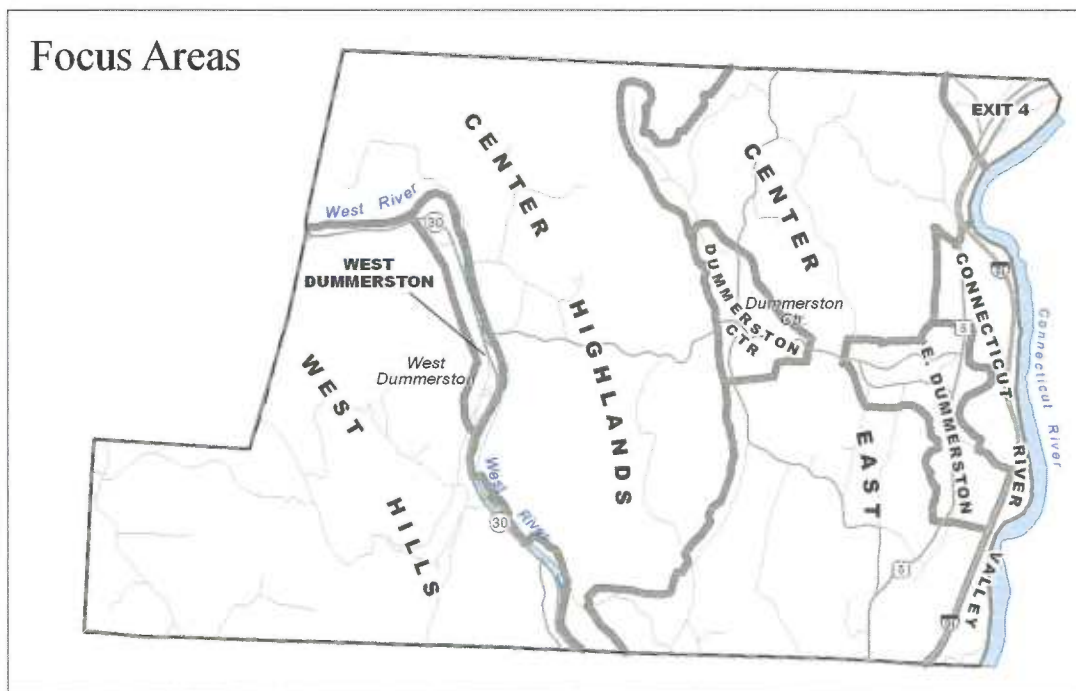 Focus Areas
CENTER
HIGHLANDS
CENTER
EAST
EXIT 4
West River
30
WEST
DUMMERSTON
West
Dummerston
DUMMERSTON
CTR
Dummerston
Ctr
CONNECTICUT
RIVER
VALLEY
91
Connecticut River
5
E. DUMMERSTON
WEST
HILLS
West River
30
5
91